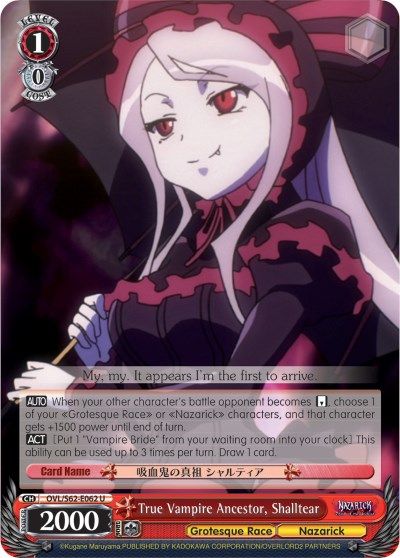 LEVEL
1
0
COST
My, my. It appears I'm the first to arrive.
AUTO When your other character's battle opponent becomes , choose 1
of your «Grotesque Race» or «Nazarick» characters, and that character
gets +1500 power until end of turn.
ACT [Put 1 "Vampire Bride" from your waiting room into your clock] This
ability can be used up to 3 times per turn. Draw 1 card.
Card Name 吸血鬼の真祖 シャルティア
CH OVL/S62-E062 U
2000
True Vampire Ancestor, Shalltear
NAZARICK
Grotesque Race Nazarick
©Kugane Maruyama,PUBLISHED BY KADOKAWA CORPORATION/OVERLORD2 PARTNERS